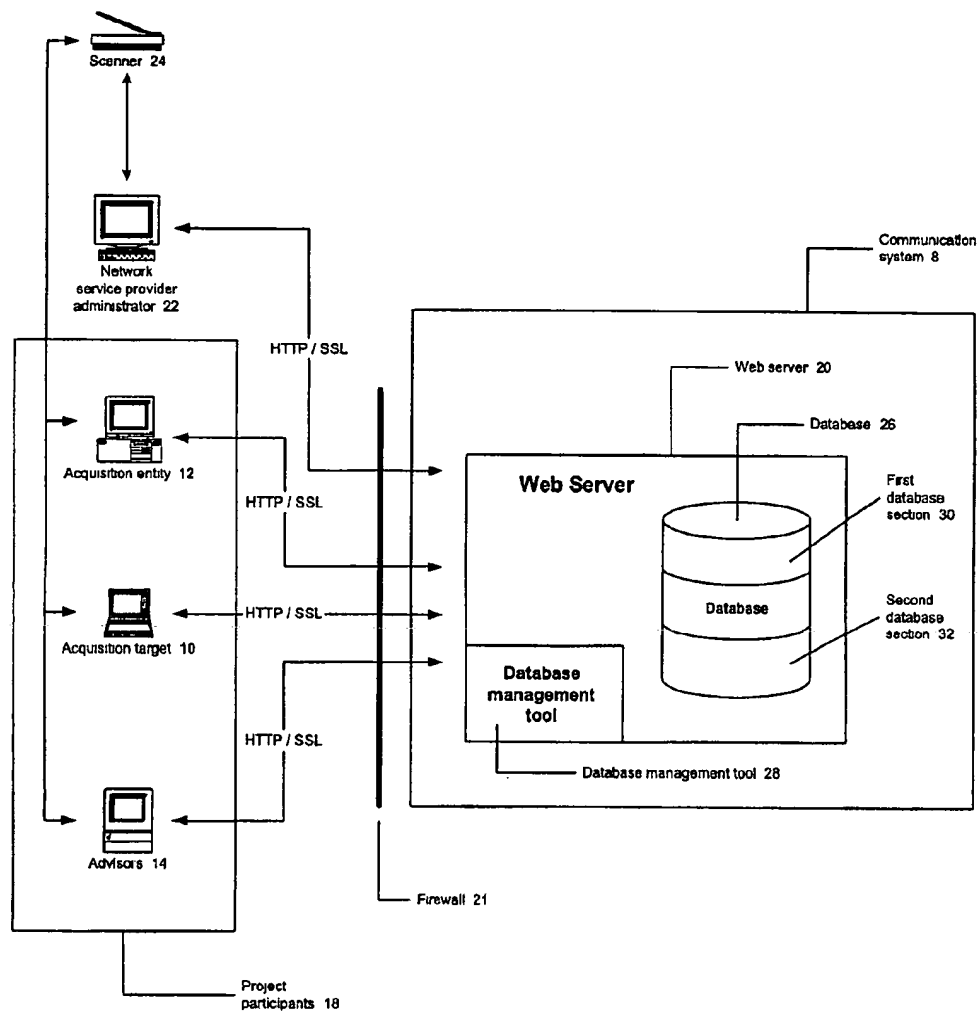 Scanner 24
Network
service provider
administrator 22
Communication
system 8
HTTP / SSL
Web server 20
Database 26
Acquisition entity 12
Web Server
First
database
section 30
HTTP / SSL
Database
Second
database
section 32
HTTP / SSL
Acquisition target 10
Database
management
tool
HTTP / SSL
Database management tool 28
Advisors 14
Firewall 21
Project
participants 18